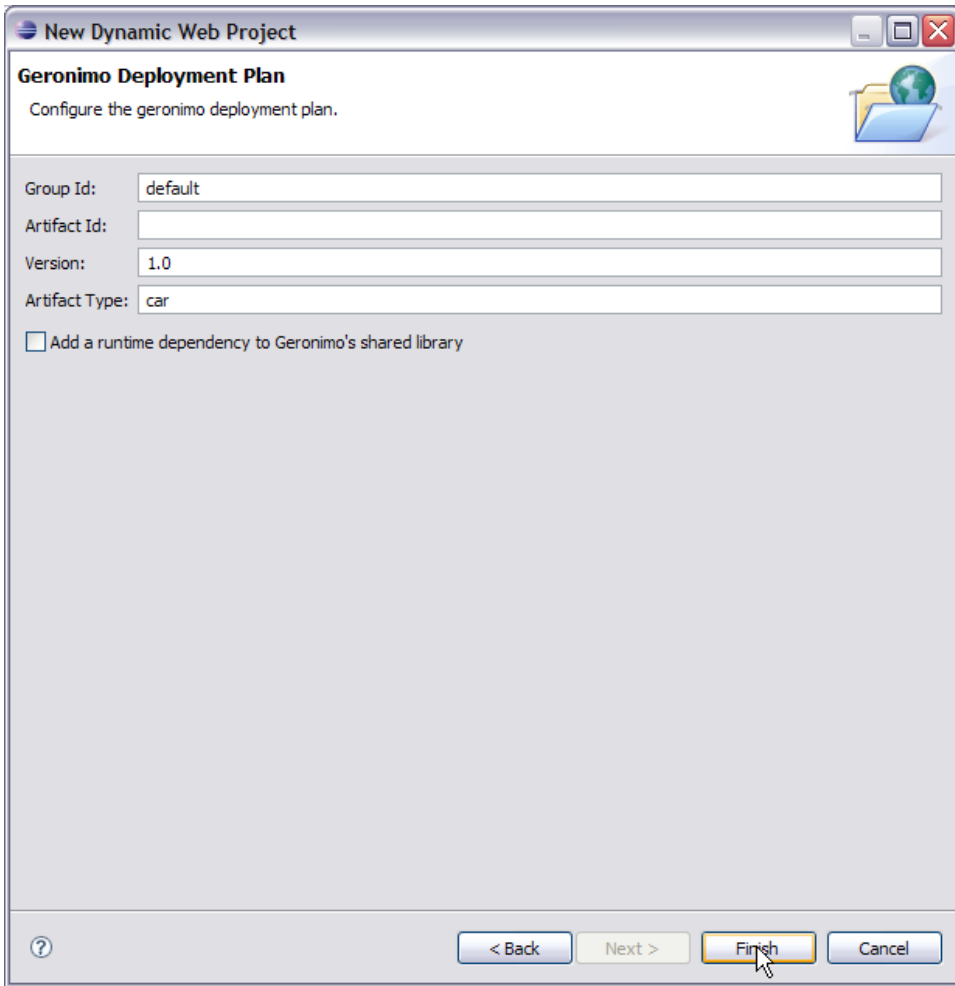 New Dynamic Web Project
Geronimo Deployment Plan
Configure the geronimo deployment plan.
Group Id: default
Artifact Id:
Version: 1.0
Artifact Type: car
Add a runtime dependency to Geronimo's shared library
? < Back Next > Finish Cancel